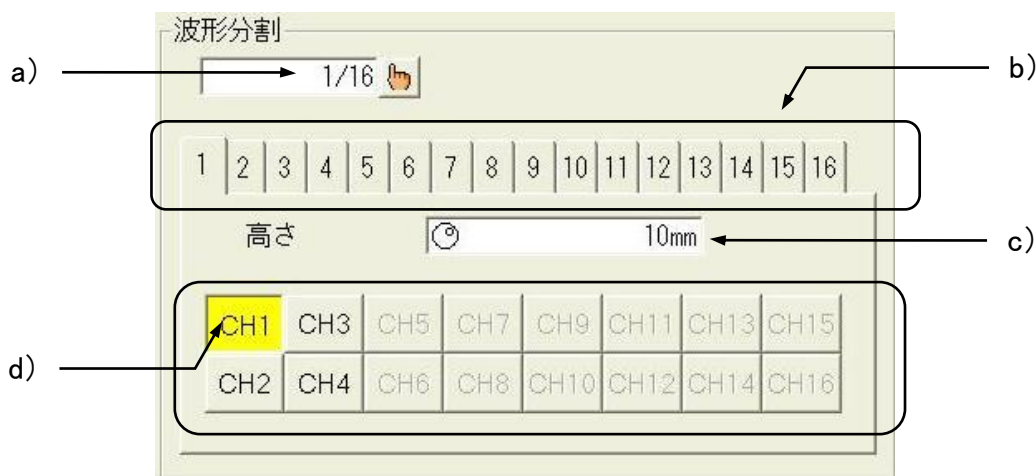 波形分割
a) 1/16 b)
1 2 3 4 5 6 7 8 9 10 11 12 13 14 15 16
高さ 10mm c)
CH1 CH3 CH5 CH7 CH9 CH11 CH13 CH15
d)
CH2 CH4 CH6 CH8 CH10 CH12 CH14 CH16